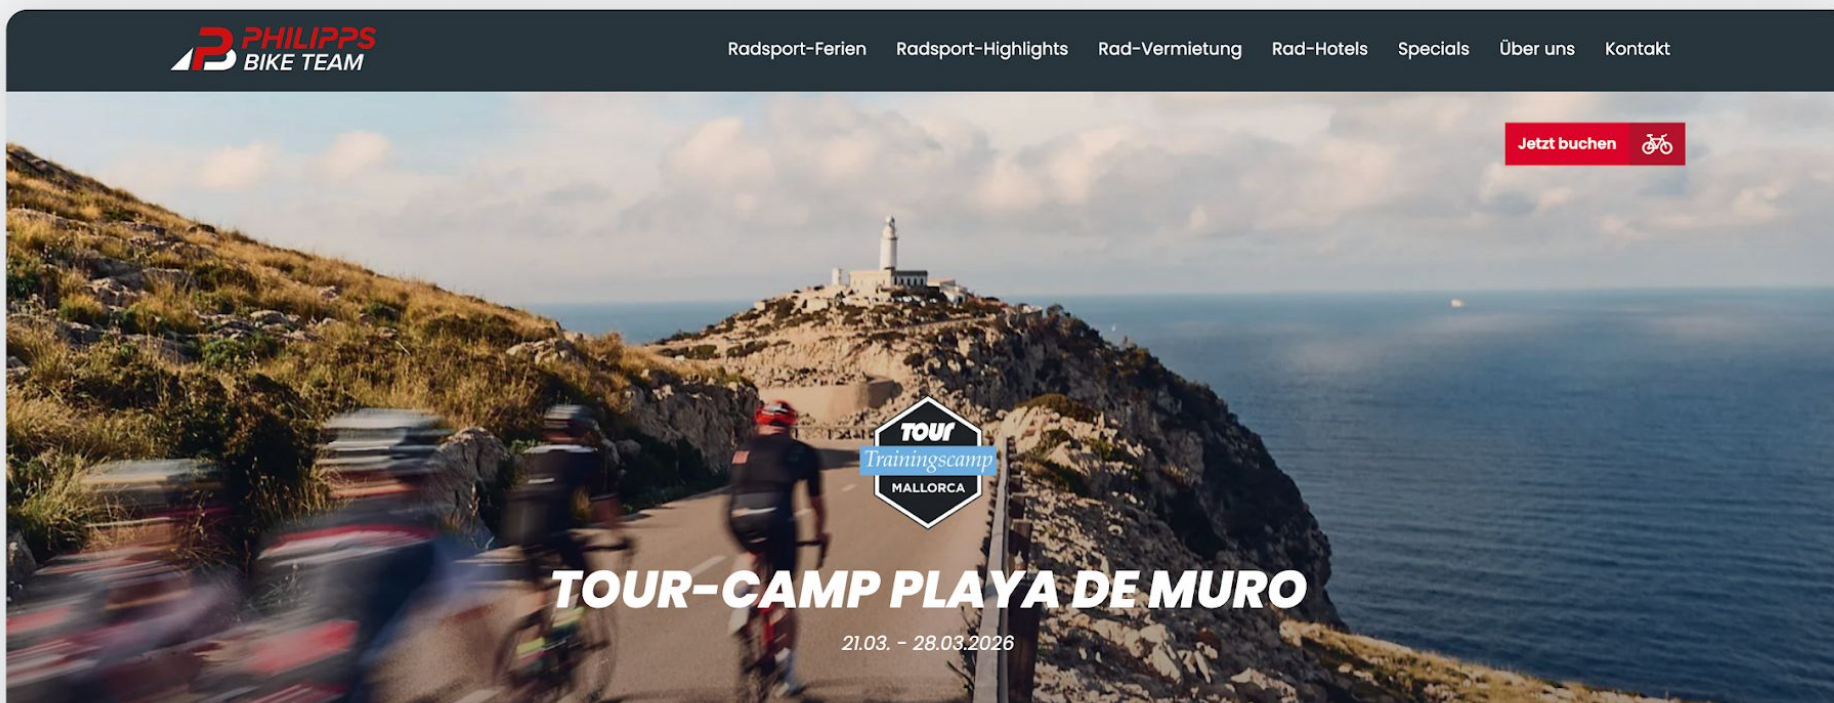 PHILIPPS
BIKE TEAM
Radsport-Ferien Radsport-Highlights Rad-Vermietung Rad-Hotels Specials Über uns Kontakt
Jetzt buchen
TOUR
Trainingscamp
MALLORCA
TOUR-CAMP PLAYA DE MURO
21.03. - 28.03.2026